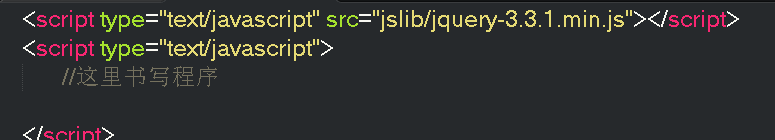 <script type="text/javascript" src="jslib/jquery-3.3.1.min.js"></script>
<script type="text/javascript">
//这里书写程序
</script>